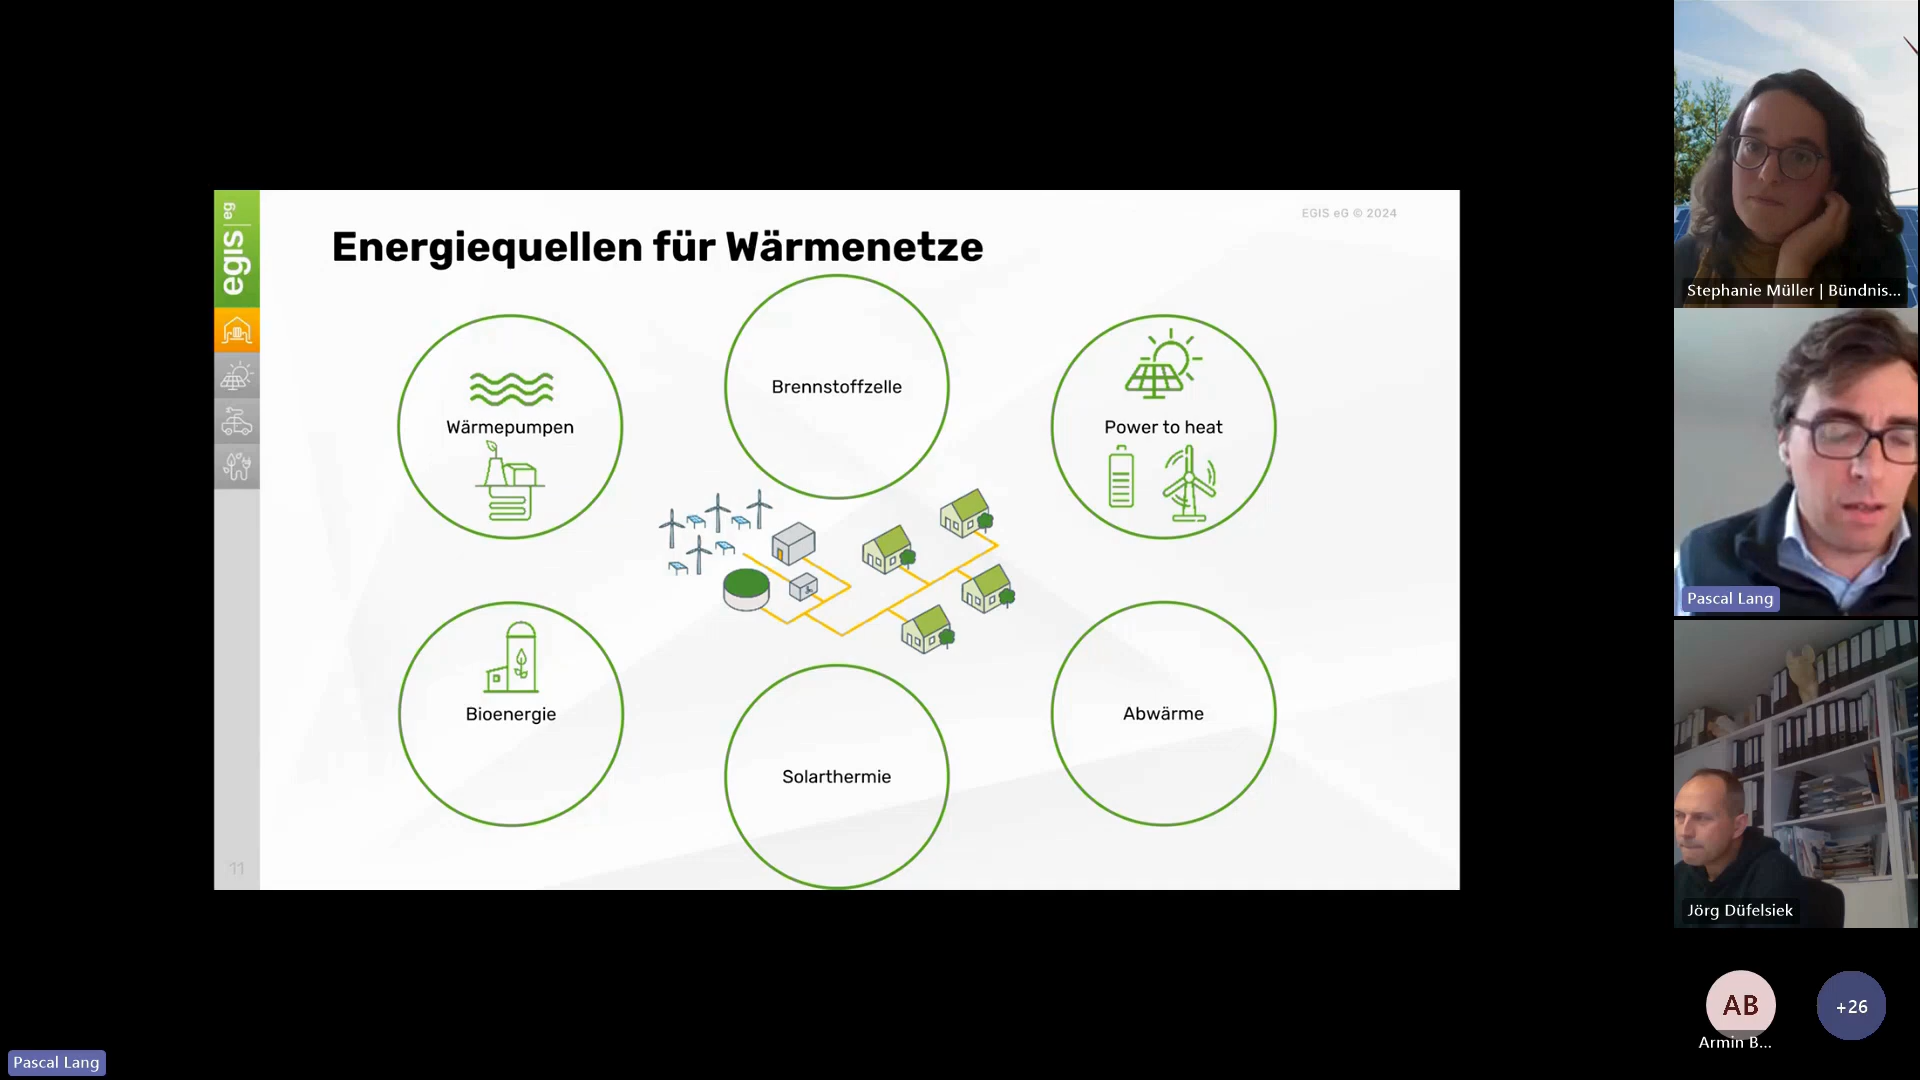 egis eg
EGIS eG © 2024
Energiequellen für Wärmenetze
Brennstoffzelle
Wärmepumpen
Power to heat
Bioenergie
Abwärme
Solarthermie
11
Stephanie Müller | Bündnis...
Pascal Lang
Jörg Düfelsiek
AB
+26
Armin B...
Pascal Lang